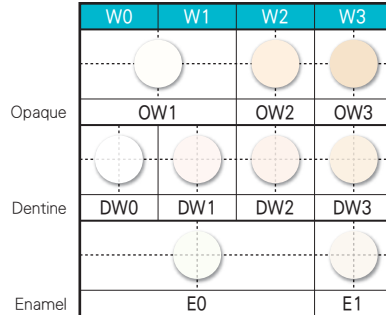 W0 W1 W2 W3
Opaque OW1 OW2 OW3
Dentine DW0 DW1 DW2 DW3
Enamel E0 E1